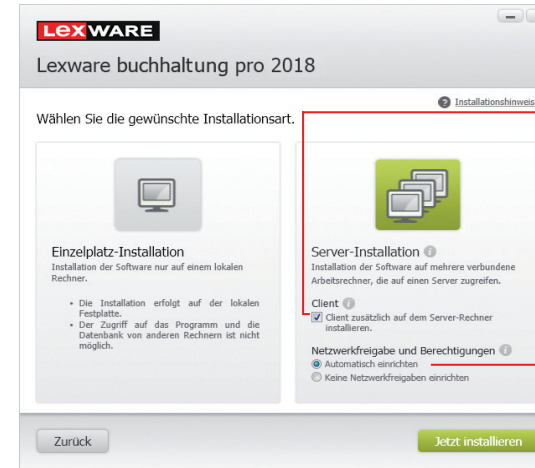 LEXWARE
Lexware buchhaltung pro 2018
Installationshinweis
Wählen Sie die gewünschte Installationsart.
Einzelplatz-Installation
Installation der Software nur auf einem lokalen
Rechner.
• Die Installation erfolgt auf der lokalen
Festplatte.
• Der Zugriff auf das Programm und die
Datenbank von anderen Rechnern ist nicht
möglich.
Server-Installation
Installation der Software auf mehrere verbundene
Arbeitsrechner, die auf einen Server zugreifen.
Client
Client zusätzlich auf dem Server-Rechner
installieren.
Netzwerkfreigabe und Berechtigungen
Automatisch einrichten
Keine Netzwerkfreigaben einrichten
Zurück
Jetzt installieren